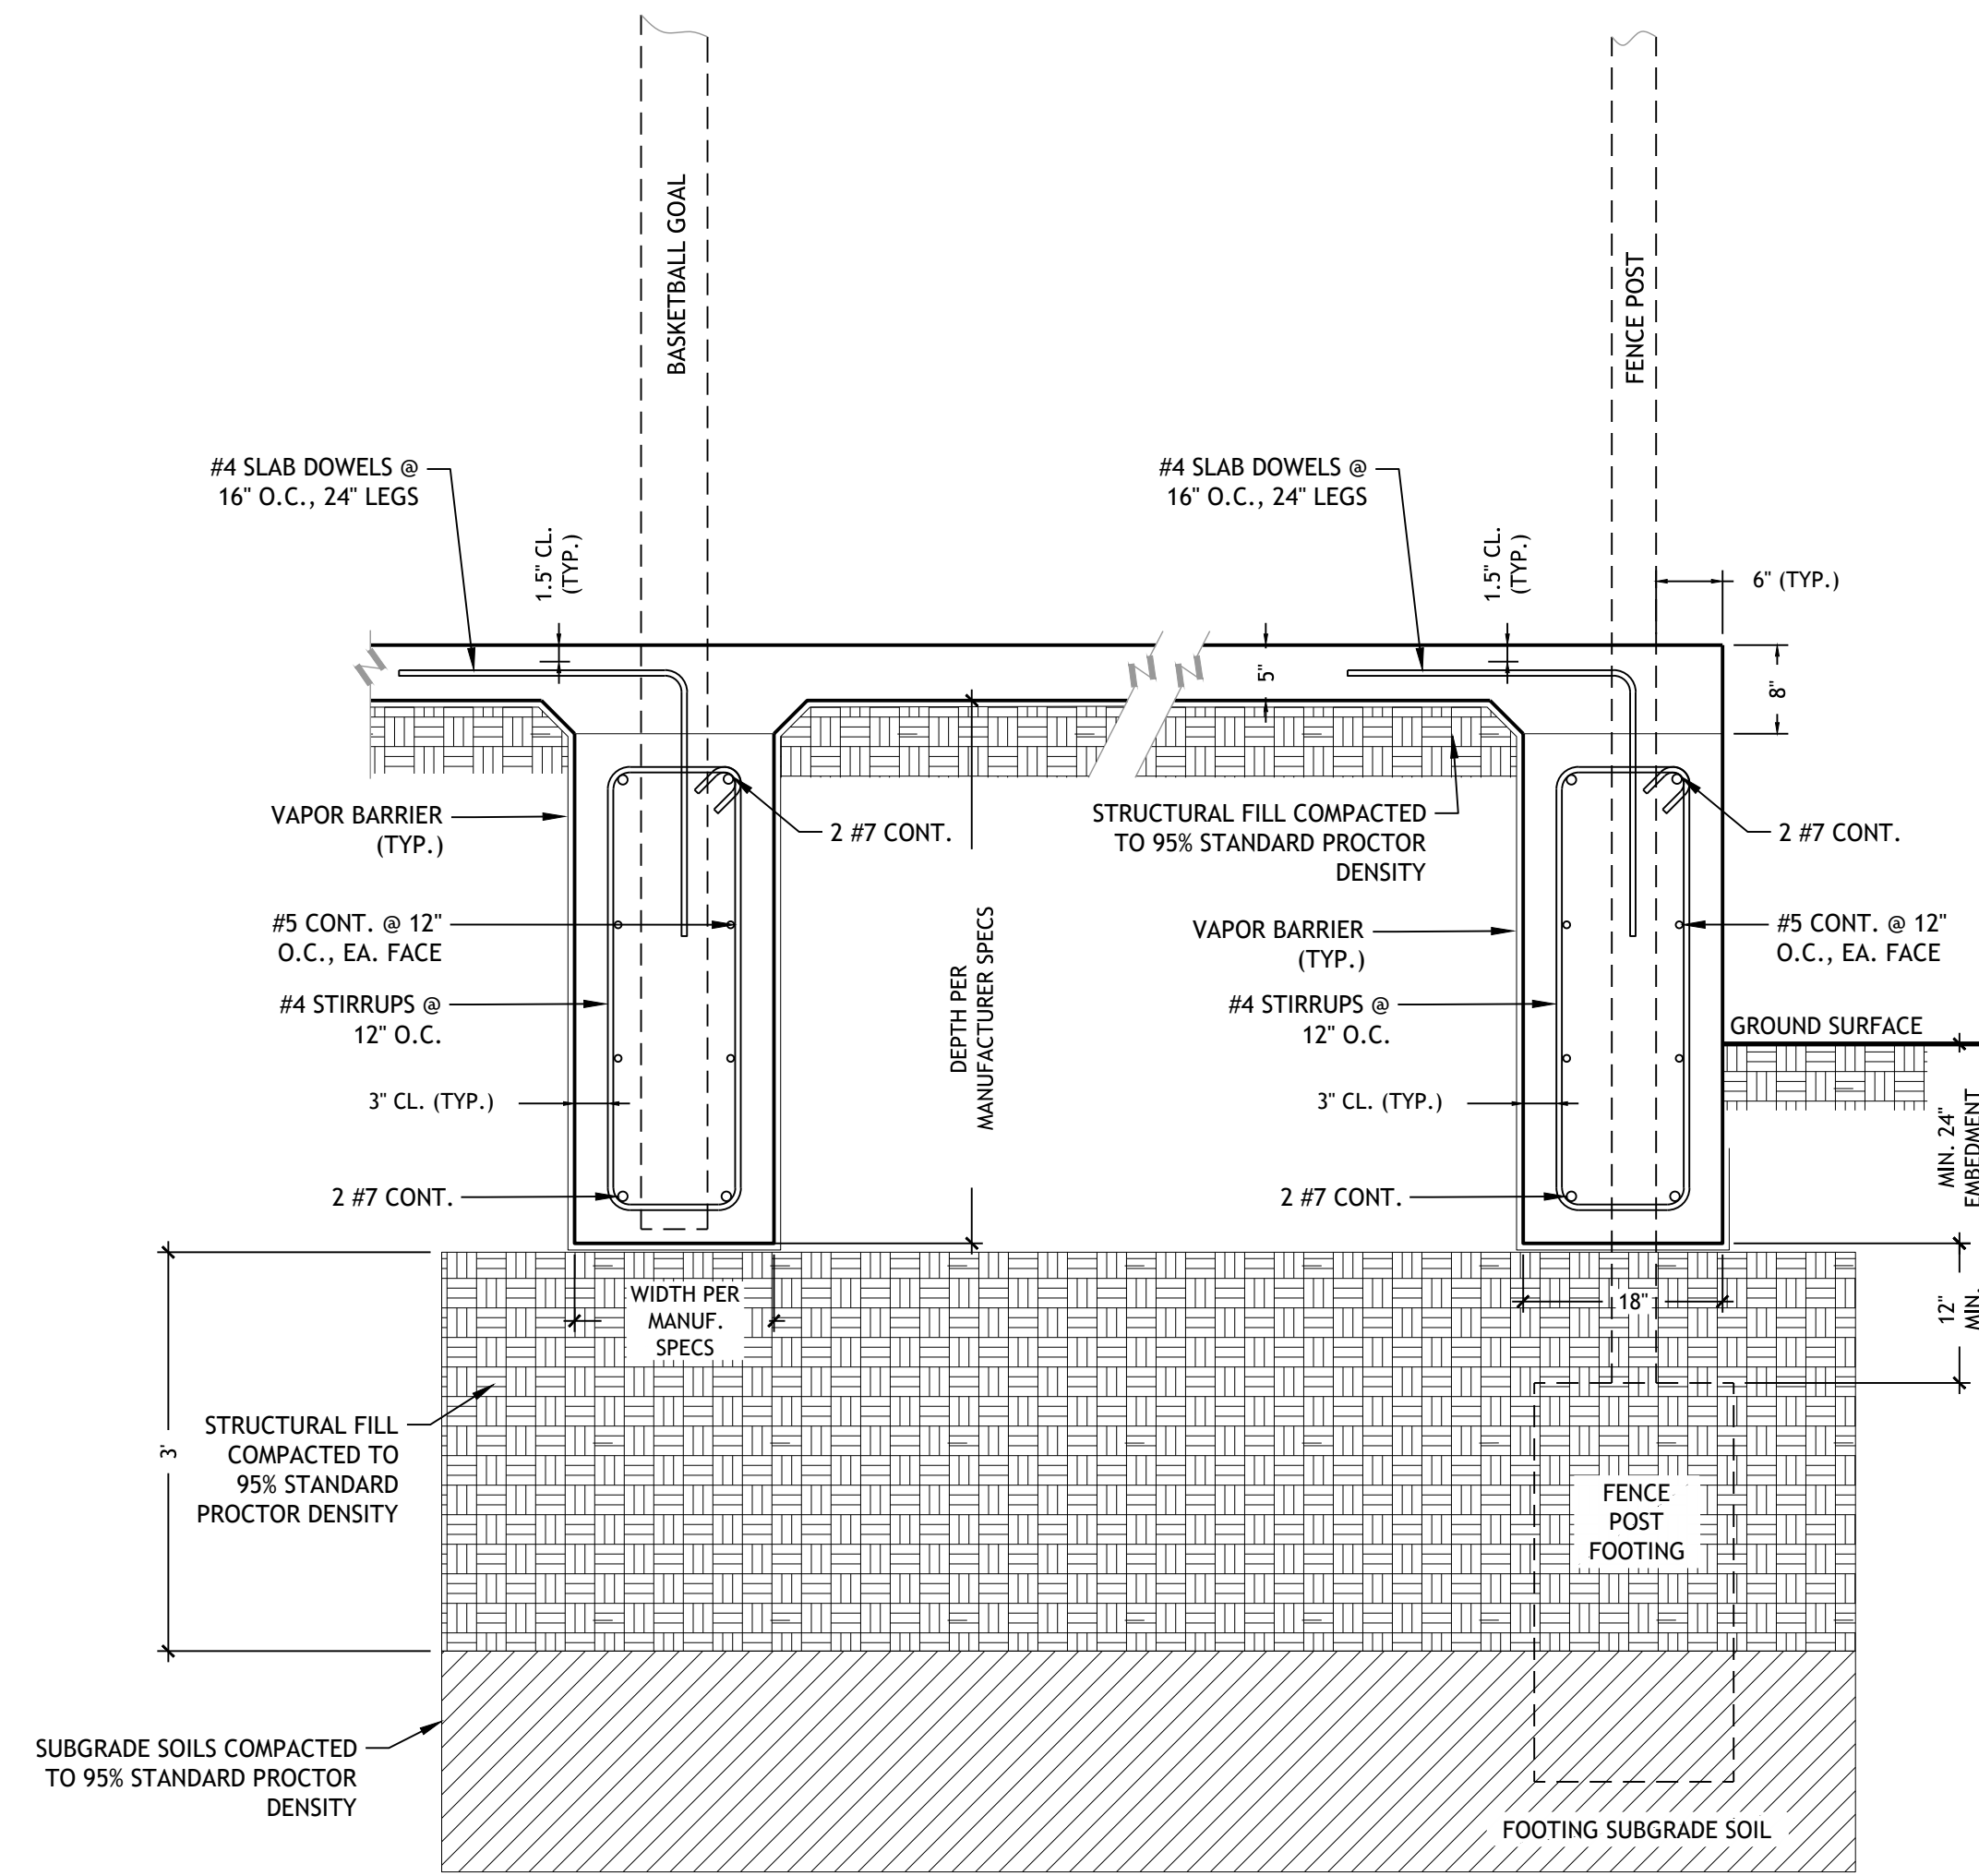 BASKETBALL GOAL
FENCE POST
#4 SLAB DOWELS @
16" O.C., 24" LEGS
#4 SLAB DOWELS @
16" O.C., 24" LEGS
1.5" CL.
(TYP.)
1.5" CL.
(TYP.)
6" (TYP.)
5"
8"
VAPOR BARRIER
(TYP.)
2 #7 CONT.
STRUCTURAL FILL COMPACTED
TO 95% STANDARD PROCTOR
DENSITY
2 #7 CONT.
#5 CONT. @ 12"
O.C., EA. FACE
VAPOR BARRIER
(TYP.)
#5 CONT. @ 12"
O.C., EA. FACE
#4 STIRRUPS @
12" O.C.
DEPTH PER
MANUFACTURER SPECS
#4 STIRRUPS @
12" O.C.
GROUND SURFACE
3" CL. (TYP.)
3" CL. (TYP.)
MIN. 24"
EMBEDMENT
2 #7 CONT.
2 #7 CONT.
WIDTH PER
MANUF.
SPECS
18"
12"
MIN.
3'
STRUCTURAL FILL
COMPACTED TO
95% STANDARD
PROCTOR DENSITY
FENCE
POST
FOOTING
SUBGRADE SOILS COMPACTED
TO 95% STANDARD PROCTOR
DENSITY
FOOTING SUBGRADE SOIL